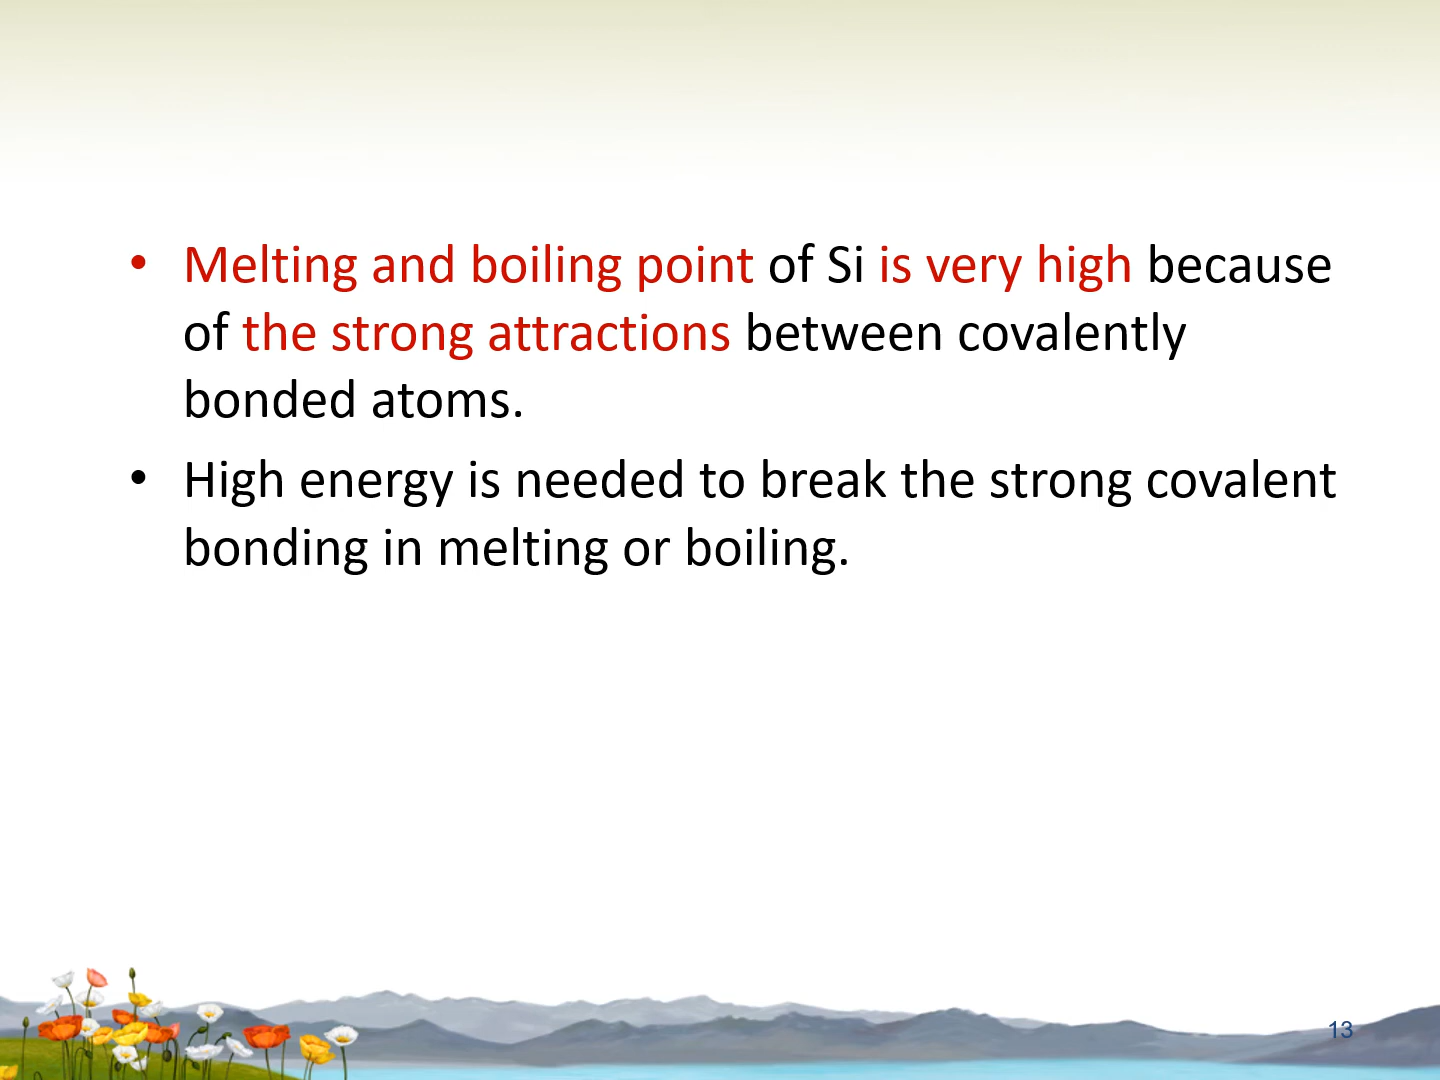 • Melting and boiling point of Si is very high because
of the strong attractions between covalently
bonded atoms.
• High energy is needed to break the strong covalent
bonding in melting or boiling.
13